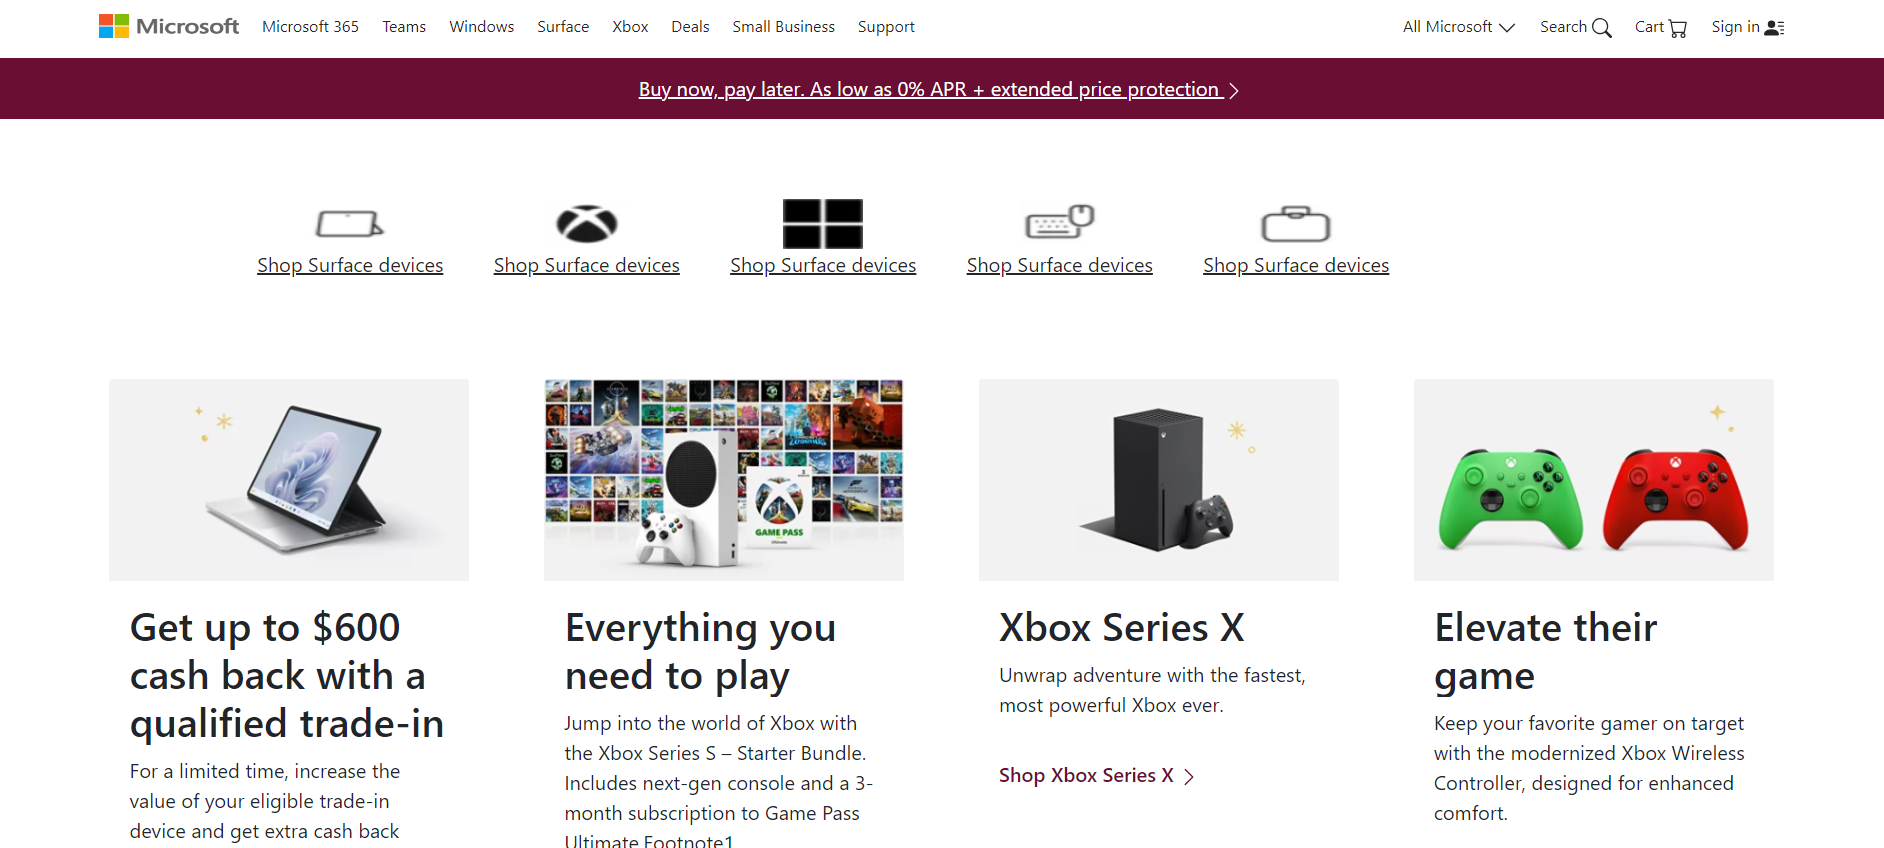 Microsoft Microsoft 365 Teams Windows Surface Xbox Deals Small Business Support All Microsoft Search Cart Sign in
Buy now, pay later. As low as 0% APR + extended price protection
Shop Surface devices Shop Surface devices Shop Surface devices Shop Surface devices Shop Surface devices
GAME PASS
Ultimate
Get up to $600
cash back with a
qualified trade-in
For a limited time, increase the
value of your eligible trade-in
device and get extra cash back
Everything you
need to play
Jump into the world of Xbox with
the Xbox Series S – Starter Bundle.
Includes next-gen console and a 3-
month subscription to Game Pass
Ultimate Footnote1
Xbox Series X
Unwrap adventure with the fastest,
most powerful Xbox ever.
Shop Xbox Series X
Elevate their
game
Keep your favorite gamer on target
with the modernized Xbox Wireless
Controller, designed for enhanced
comfort.